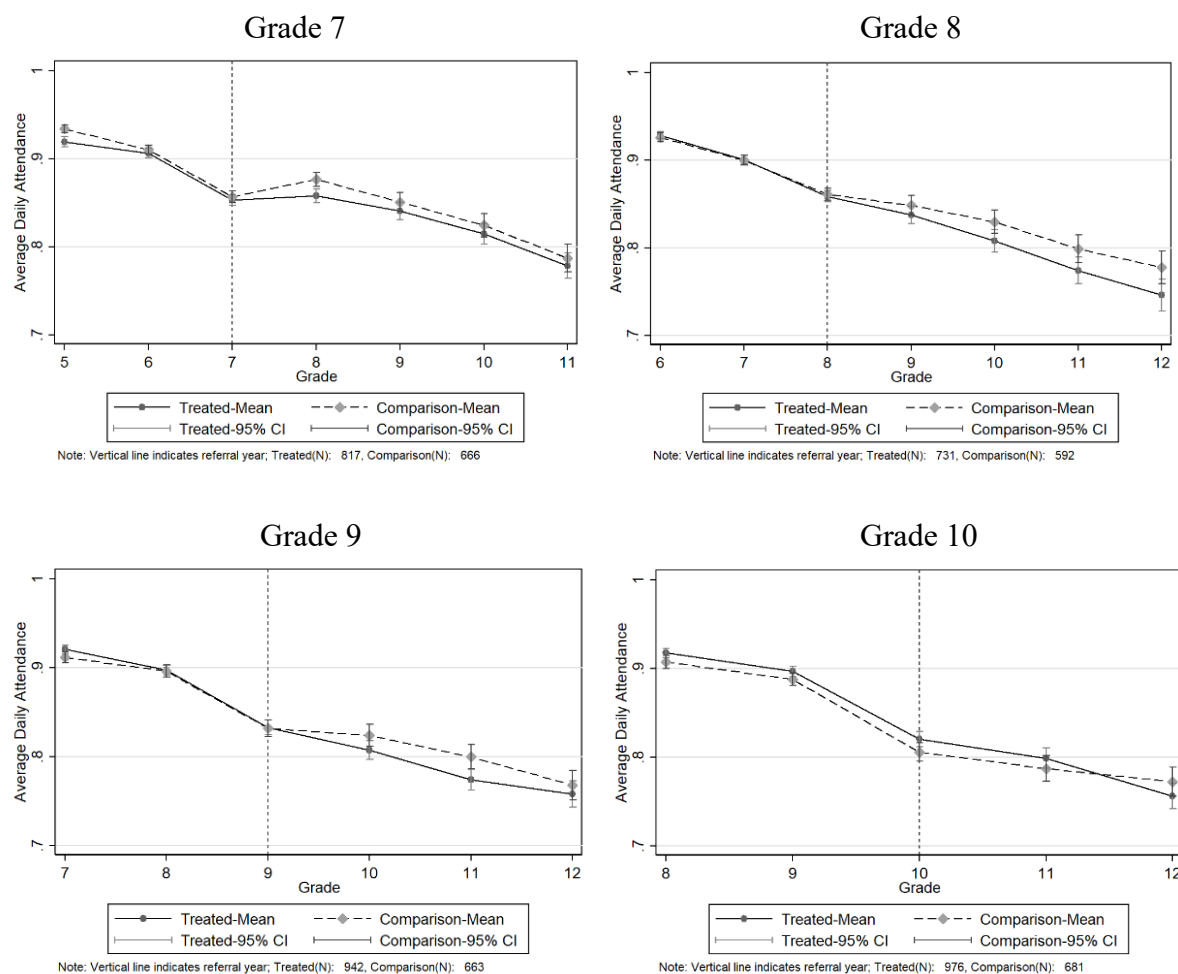 Grade 7
Average Daily Attendance
1
.9
.8
.7
5 6 7 8 9 10 11
Grade
Treated-Mean Comparison-Mean
Treated-95% CI Comparison-95% CI
Note: Vertical line indicates referral year; Treated(N): 817, Comparison(N): 666
Grade 8
Average Daily Attendance
1
.9
.8
.7
6 7 8 9 10 11 12
Grade
Treated-Mean Comparison-Mean
Treated-95% CI Comparison-95% CI
Note: Vertical line indicates referral year; Treated(N): 731, Comparison(N): 592
Grade 9
Average Daily Attendance
1
.9
.8
.7
7 8 9 10 11 12
Grade
Treated-Mean Comparison-Mean
Treated-95% CI Comparison-95% CI
Note: Vertical line indicates referral year; Treated(N): 942, Comparison(N): 663
Grade 10
Average Daily Attendance
1
.9
.8
.7
8 9 10 11 12
Grade
Treated-Mean Comparison-Mean
Treated-95% CI Comparison-95% CI
Note: Vertical line indicates referral year; Treated(N): 976, Comparison(N): 681